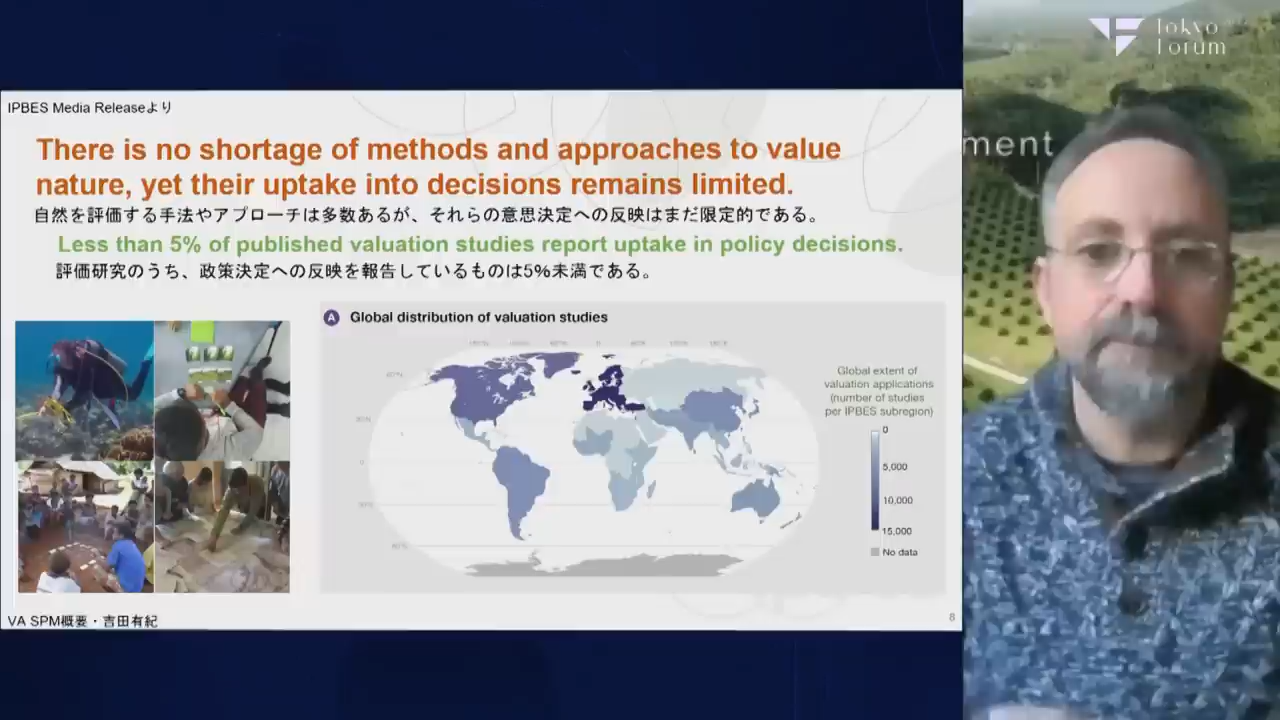 IPBES Media Releaseより
There is no shortage of methods and approaches to value
nature, yet their uptake into decisions remains limited.
自然を評価する手法やアプローチは多数あるが、それらの意思決定への反映はまだ限定的である。
Less than 5% of published valuation studies report uptake in policy decisions.
評価研究のうち、政策決定への反映を報告しているものは5%未満である。
A Global distribution of valuation studies
Global extent of
valuation applications
(number of studies
per IPBES subregion)
0
5,000
10,000
15,000
No data
VA SPM概要・吉田有紀
8
Tokyo
Forum
ment